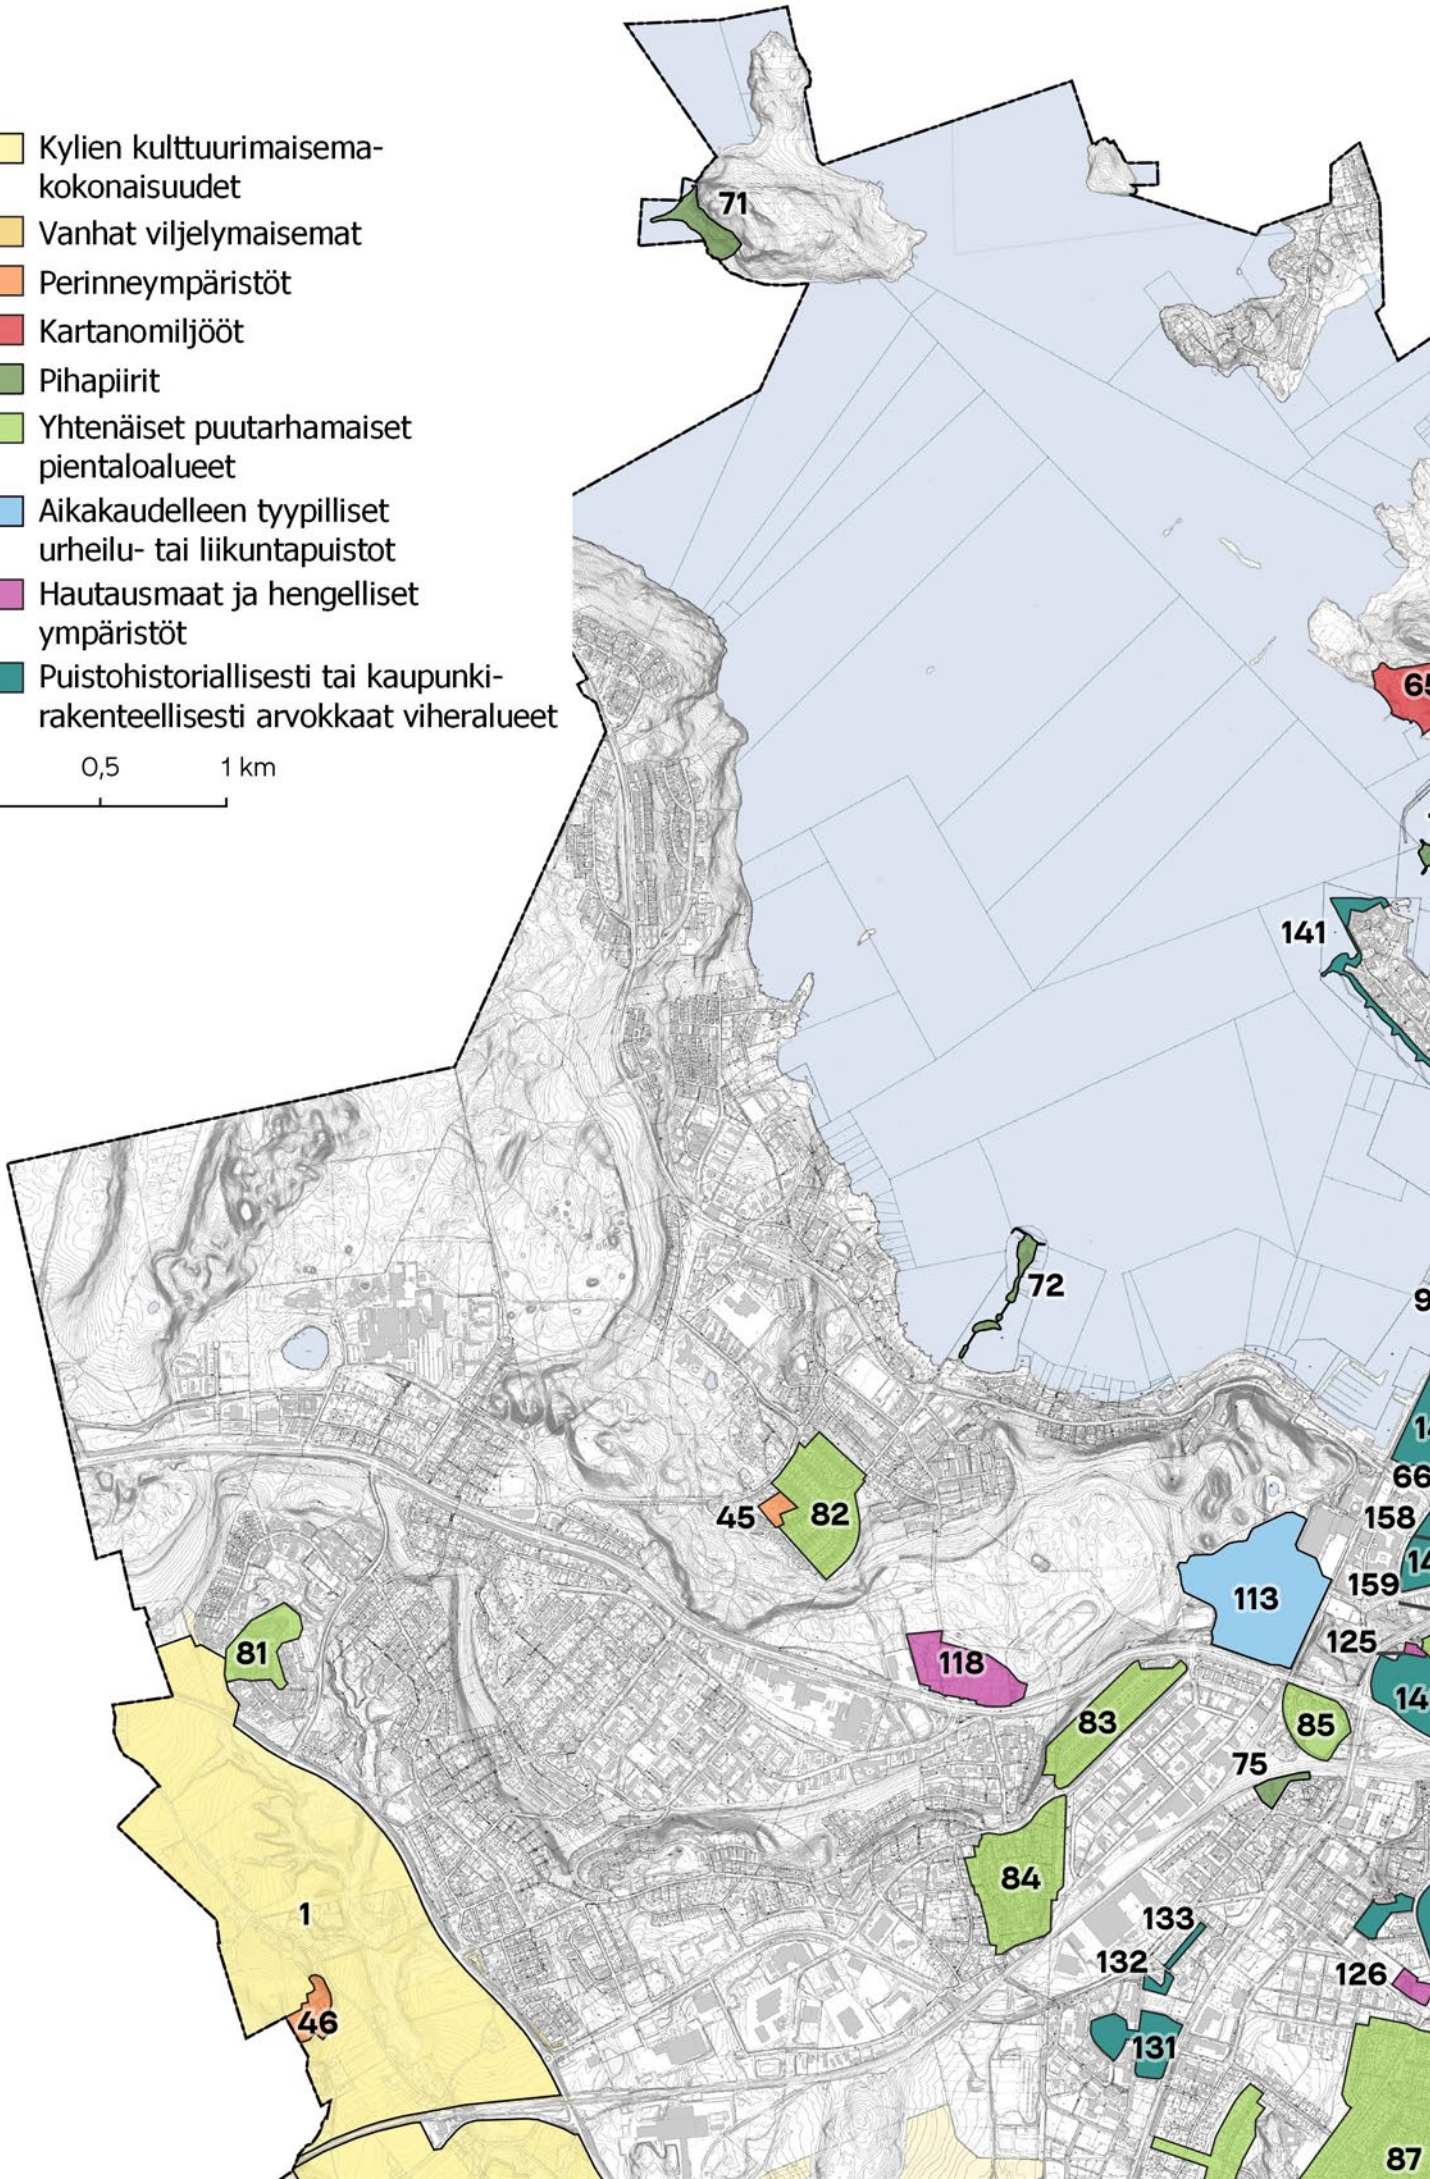 Kylien kulttuurimaisema-
kokonaisuudet
Vanhat viljelymaisemat
Perinneympäristöt
Kartanomiljööt
Pihapiirit
Yhtenäiset puutarhamaiset
pientaloalueet
Aikakaudelleen tyypilliset
urheilu- tai liikuntapuistot
Hautausmaat ja hengelliset
ympäristöt
Puistohistoriallisesti tai kaupunki-
rakenteellisesti arvokkaat viheralueet
0,5 1 km
71
65
141
72
66
45
82
158
159
113
125
81
118
83
85
75
84
1
133
132
126
46
131
87